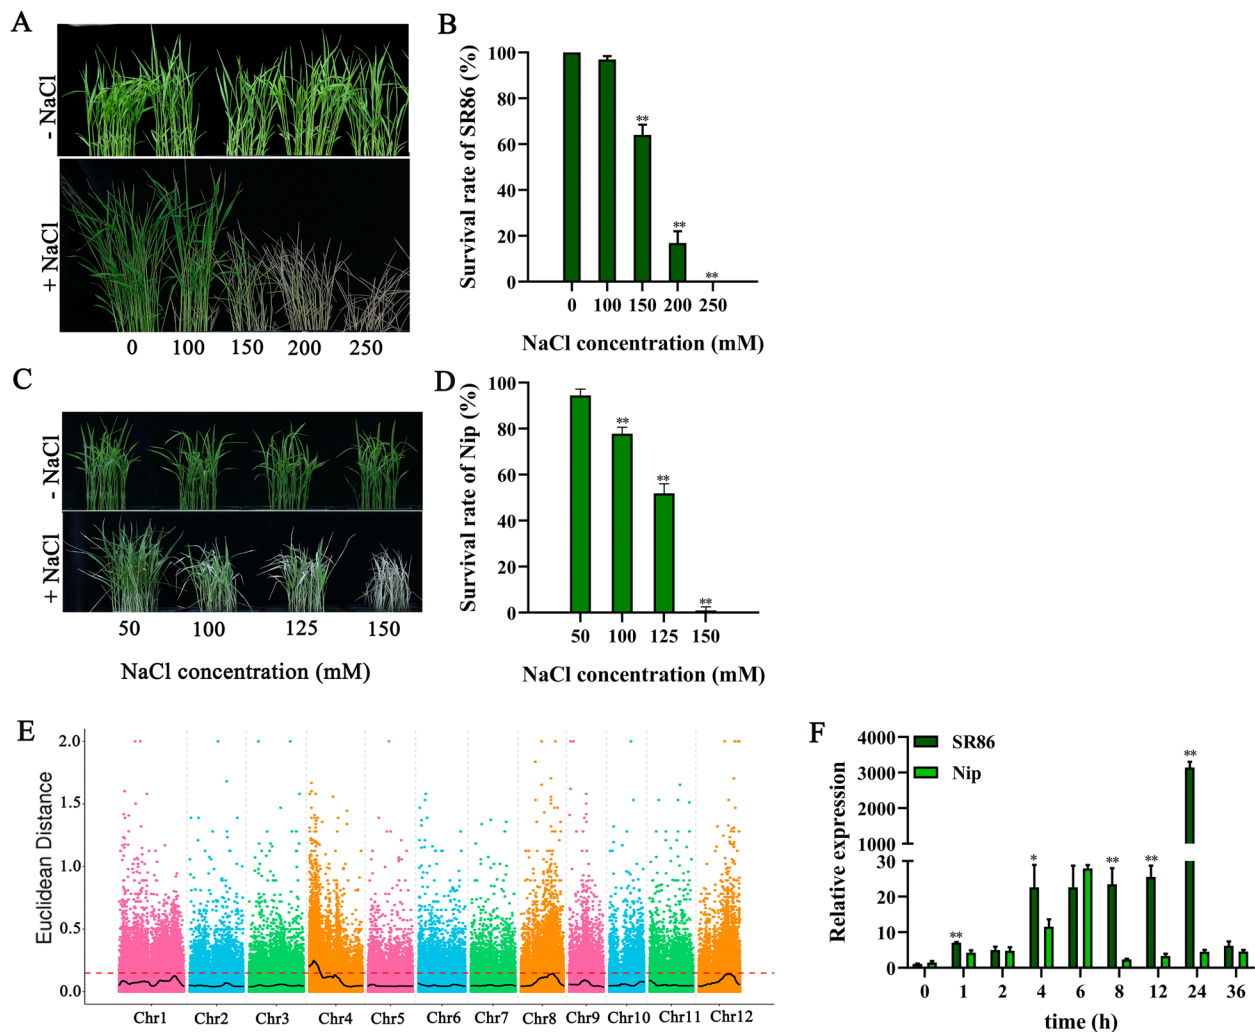 A
- NaCl
+ NaCl
0 100 150 200 250
B
Survival rate of SR86 (%)
100
80
60
40
20
0
** ** **
0 100 150 200 250
NaCl concentration (mM)
C
- NaCl
+ NaCl
50 100 125 150
NaCl concentration (mM)
D
Survival rate of Nip (%)
100
80
60
40
20
0
** ** **
50 100 125 150
NaCl concentration (mM)
E
Euclidean Distance
2.0
1.5
1.0
0.5
0.0
Chr1 Chr2 Chr3 Chr4 Chr5 Chr6 Chr7 Chr8 Chr9 Chr10 Chr11 Chr12
F
SR86
Nip
Relative expression
4000
3000
2000
1000
30
20
10
0
** * ** ** **
0 1 2 4 6 8 12 24 36
time (h)